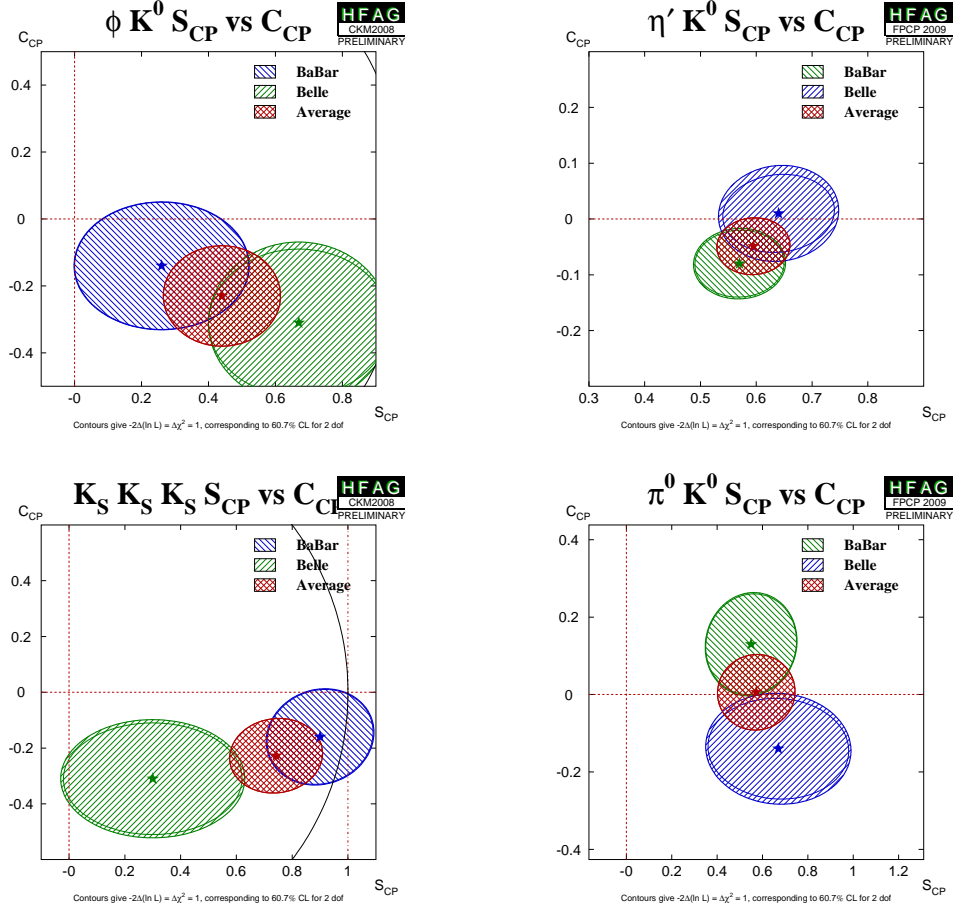 ϕ K⁰ S_CP vs C_CP
HFAG
CKM2008
PRELIMINARY
C_CP
BaBar
Belle
Average
0.4
0.2
0
-0.2
-0.4
-0 0.2 0.4 0.6 0.8
S_CP
Contours give -2Δ(ln L) = Δχ² = 1, corresponding to 60.7% CL for 2 dof
η′ K⁰ S_CP vs C_CP
HFAG
FPCP 2009
PRELIMINARY
C_CP
BaBar
Belle
Average
0.2
0.1
0
-0.1
-0.2
0.3 0.4 0.5 0.6 0.7 0.8
S_CP
Contours give -2Δ(ln L) = Δχ² = 1, corresponding to 60.7% CL for 2 dof
K_S K_S K_S S_CP vs C_CP
HFAG
CKM2008
PRELIMINARY
C_CP
BaBar
Belle
Average
0.4
0.2
0
-0.2
-0.4
-0 0.2 0.4 0.6 0.8 1
S_CP
Contours give -2Δ(ln L) = Δχ² = 1, corresponding to 60.7% CL for 2 dof
π⁰ K⁰ S_CP vs C_CP
HFAG
FPCP 2009
PRELIMINARY
C_CP
BaBar
Belle
Average
0.4
0.2
0
-0.2
-0.4
-0 0.2 0.4 0.6 0.8 1 1.2
S_CP
Contours give -2Δ(ln L) = Δχ² = 1, corresponding to 60.7% CL for 2 dof